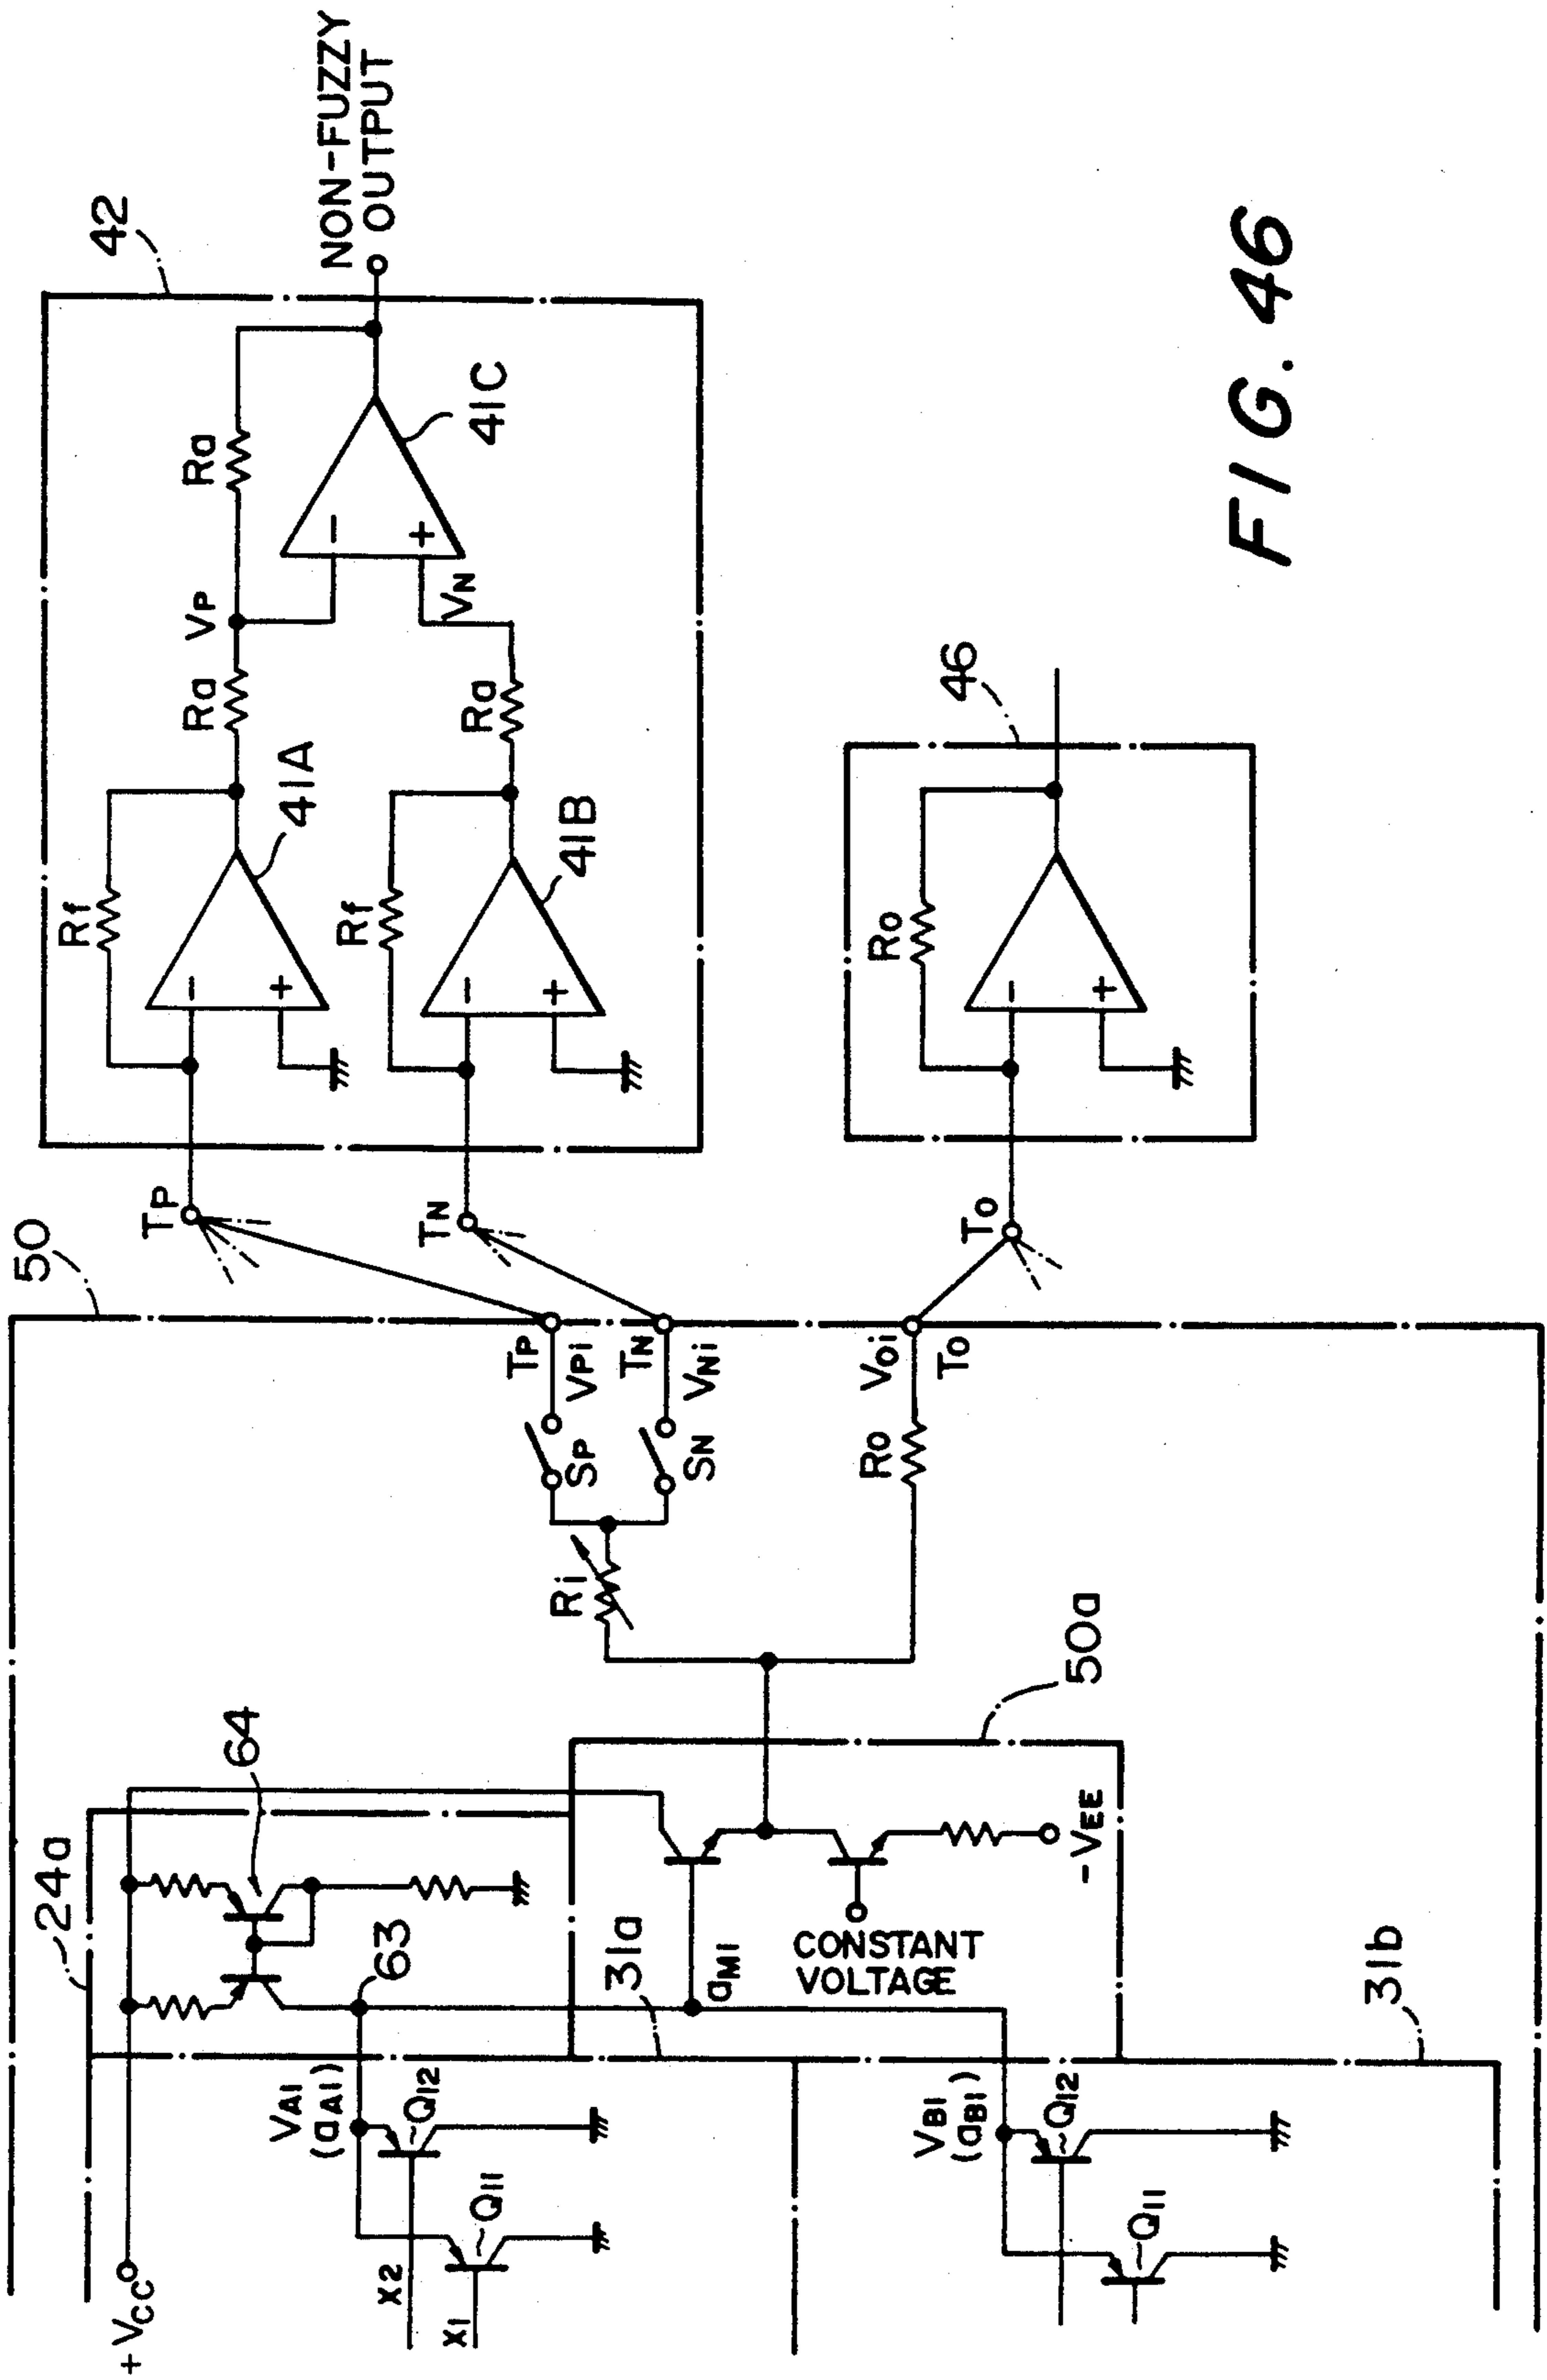 50
24a
+VCC
64
63
X2
X1
VA1
(aA1)
Q12
Q11
31a
aM1
CONSTANT
VOLTAGE
-VEE
50a
VB1
(aB1)
Q12
Q11
31b
Ri
SP
SN
TP
VPi
TN
VNi
Ro
Voi
To
TP
TN
To
42
Rf
41A
Ra
VP
Ra
Rf
41B
Ra
VN
41C
-
+
-
+
-
+
NON-FUZZY
OUTPUT
46
Ro
-
+
FIG. 46